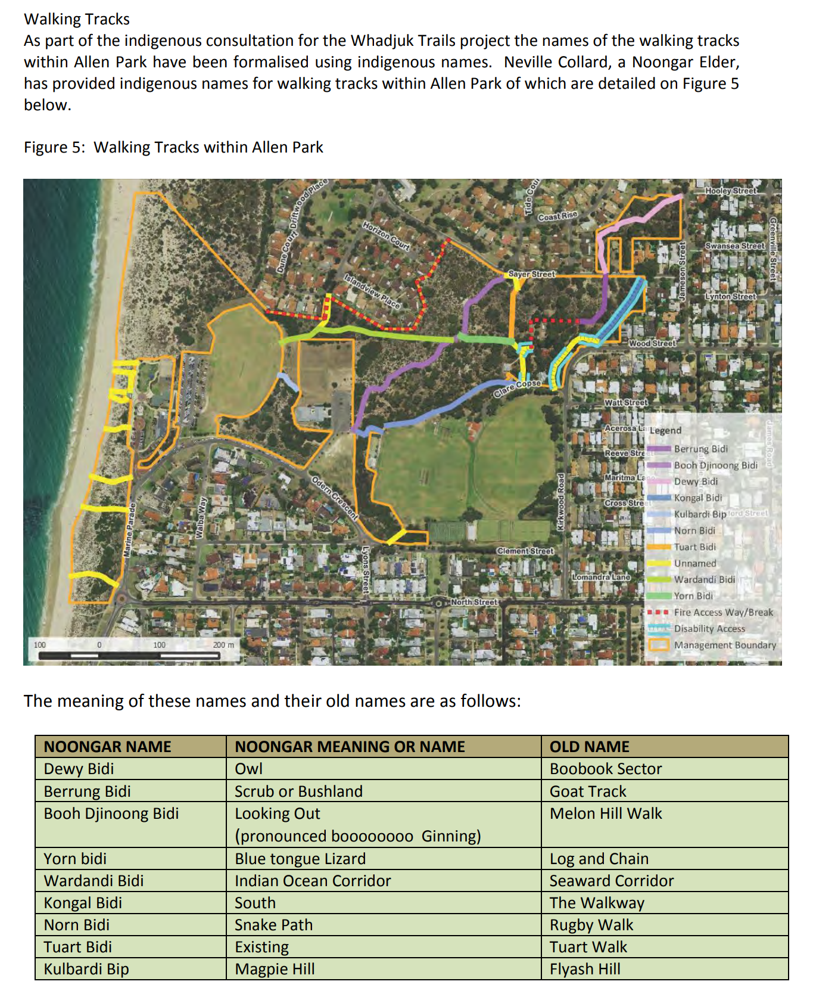 Walking Tracks
As part of the indigenous consultation for the Whadjuk Trails project the names of the walking tracks
within Allen Park have been formalised using indigenous names. Neville Collard, a Noongar Elder,
has provided indigenous names for walking tracks within Allen Park of which are detailed on Figure 5
below.
Figure 5: Walking Tracks within Allen Park
Hooley Street
Driftwood Place
Dune Court
Horizon Court
Coast Rise
Greenville Street
Swansea Street
Jameson Street
Sayer Street
Islandview Place
Lynton Street
Wood Street
Clare Copse
Watt Street
Acerosa La
Reeve Stre
Maritma La
Cross Stre
James Road
Legend
Berrung Bidi
Booh Djinoong Bidi
Dewy Bidi
Kongal Bidi
Kulbardi Bip
ford Street
Norn Bidi
Tuart Bidi
Unnamed
Wardandi Bidi
Yorn Bidi
Fire Access Way/Break
Disability Access
Management Boundary
Odern Crescent
Walba Way
Marine Parade
Kirkwood Road
Clement Street
Lyons Street
Lomandra Lane
North Street
100 0 100 200 m
The meaning of these names and their old names are as follows:
NOONGAR NAME NOONGAR MEANING OR NAME OLD NAME
Dewy Bidi Owl Boobook Sector
Berrung Bidi Scrub or Bushland Goat Track
Booh Djinoong Bidi Looking Out Melon Hill Walk
(pronounced boooooooo Ginning)
Yorn bidi Blue tongue Lizard Log and Chain
Wardandi Bidi Indian Ocean Corridor Seaward Corridor
Kongal Bidi South The Walkway
Norn Bidi Snake Path Rugby Walk
Tuart Bidi Existing Tuart Walk
Kulbardi Bip Magpie Hill Flyash Hill